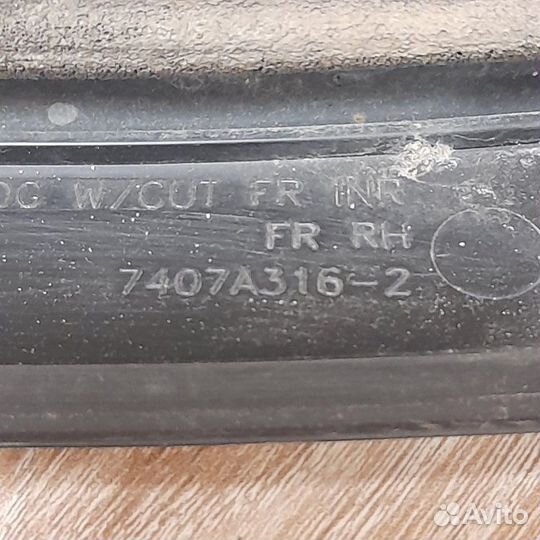 W/CUT FR INR
FR RH
7407A316-2
Avito